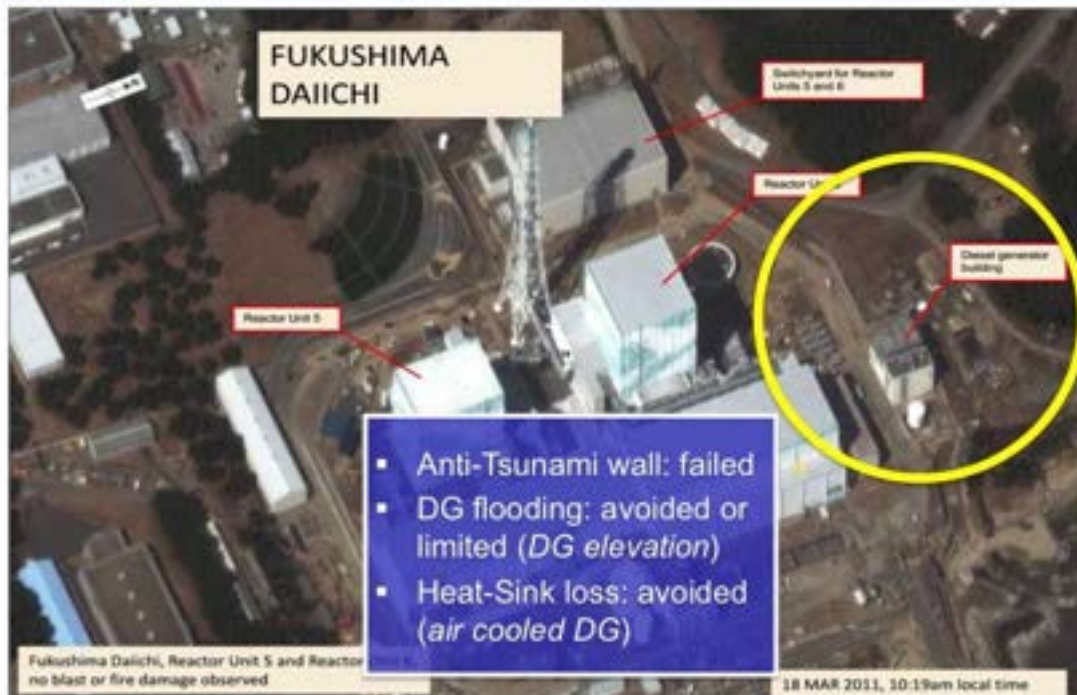 FUKUSHIMA
DAIICHI
Switchyard for Reactor
Units 5 and 6
Reactor Unit
Diesel generator
building
Reactor Unit 5
▪ Anti-Tsunami wall: failed
▪ DG flooding: avoided or
limited (DG elevation)
▪ Heat-Sink loss: avoided
(air cooled DG)
Fukushima Daiichi, Reactor Unit 5 and Reactor
no blast or fire damage observed
18 MAR 2011, 10:19am local time